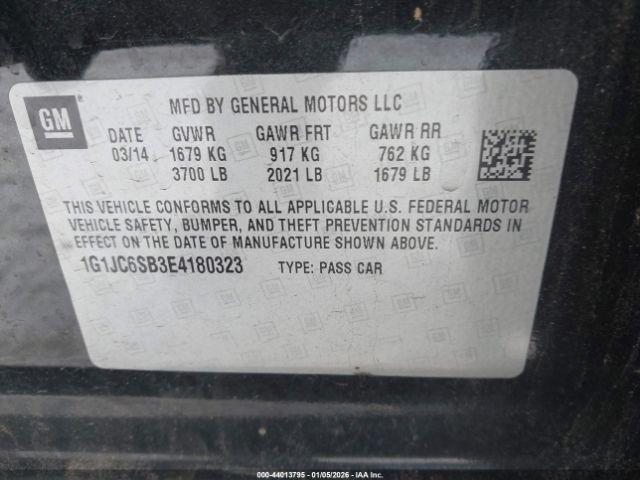 GM
MFD BY GENERAL MOTORS LLC
DATE GVWR GAWR FRT GAWR RR
03/14 1679 KG 917 KG 762 KG
3700 LB 2021 LB 1679 LB
THIS VEHICLE CONFORMS TO ALL APPLICABLE U.S. FEDERAL MOTOR
VEHICLE SAFETY, BUMPER, AND THEFT PREVENTION STANDARDS IN
EFFECT ON THE DATE OF MANUFACTURE SHOWN ABOVE.
1G1JC6SB3E4180323 TYPE: PASS CAR
000-44013795 - 01/05/2026 - IAA Inc.